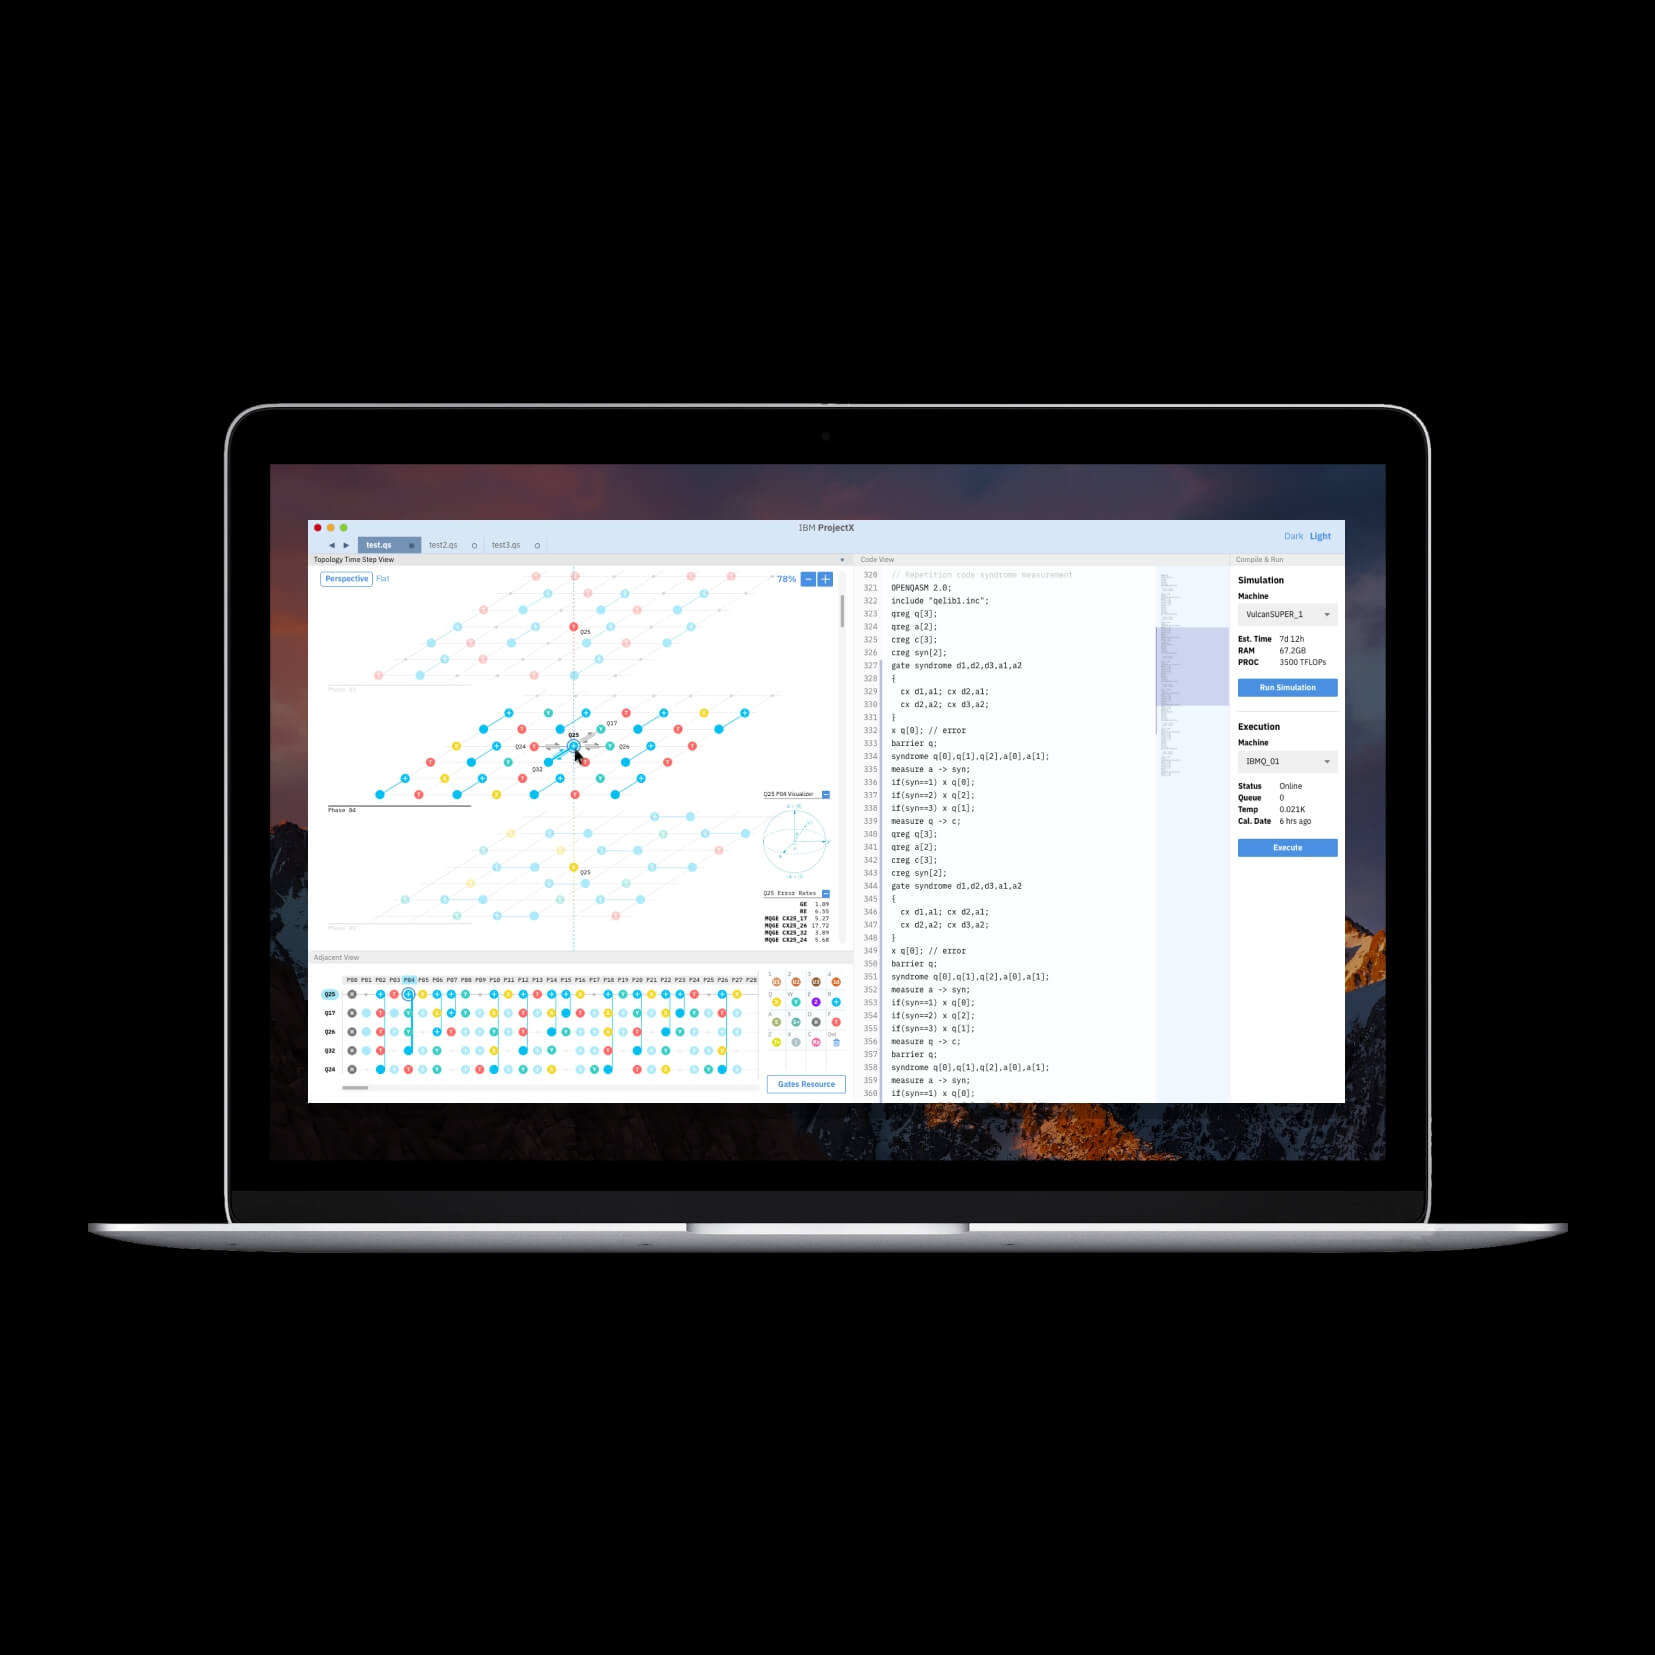 IBM ProjectX
test.qs
test2.qs
test3.qs
Dark Light
Topology Time Step View
Perspective Flat
78% − +
Q25
Phase 03
Q17
Q25
Q24
Q26
Q32
Phase 04
Q25
Q25 P04 Visualizer
Q25 Error Rates
GE 1.89
RE 6.55
MQGE CX25_17 5.27
MQGE CX25_26 17.72
MQGE CX25_32 3.89
MQGE CX25_24 5.68
Adjacent View
P00 P01 P02 P03 P04 P05 P06 P07 P08 P09 P10 P11 P12 P13 P14 P15 P16 P17 P18 P19 P20 P21 P22 P23 P24 P25 P26 P27 P28
Q25
Q17
Q26
Q32
Q24
1 2 3 4
Q W E R
A S D F
Z X C Del
Gates Resource
Code View
320 // Repetition code syndrome measurement
321 OPENQASM 2.0;
322 include "qelib1.inc";
323 qreg q[3];
324 qreg a[2];
325 creg c[3];
326 creg syn[2];
327 gate syndrome d1,d2,d3,a1,a2
328 {
329 cx d1,a1; cx d2,a1;
330 cx d2,a2; cx d3,a2;
331 }
332 x q[0]; // error
333 barrier q;
334 syndrome q[0],q[1],q[2],a[0],a[1];
335 measure a -> syn;
336 if(syn==1) x q[0];
337 if(syn==2) x q[2];
338 if(syn==3) x q[1];
339 measure q -> c;
340 qreg q[3];
341 qreg a[2];
342 creg c[3];
343 creg syn[2];
344 gate syndrome d1,d2,d3,a1,a2
345 {
346 cx d1,a1; cx d2,a1;
347 cx d2,a2; cx d3,a2;
348 }
349 x q[0]; // error
350 barrier q;
351 syndrome q[0],q[1],q[2],a[0],a[1];
352 measure a -> syn;
353 if(syn==1) x q[0];
354 if(syn==2) x q[2];
355 if(syn==3) x q[1];
356 measure q -> c;
357 barrier q;
358 syndrome q[0],q[1],q[2],a[0],a[1];
359 measure a -> syn;
360 if(syn==1) x q[0];
Compile & Run
Simulation
Machine
VulcanSUPER_1
Est. Time 7d 12h
RAM 67.2GB
PROC 3500 TFLOPs
Run Simulation
Execution
Machine
IBMQ_01
Status Online
Queue 0
Temp 0.021K
Cal. Date 6 hrs ago
Execute